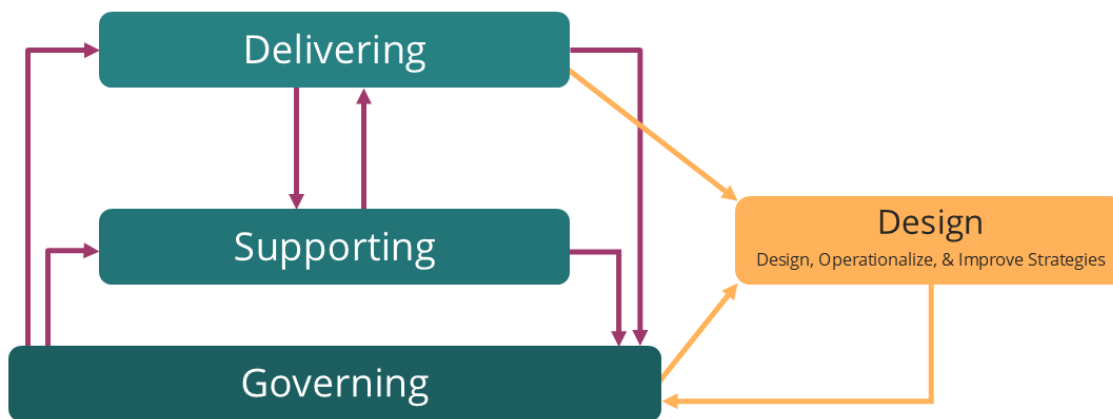 Delivering
Supporting
Design
Design, Operationalize, & Improve Strategies
Governing